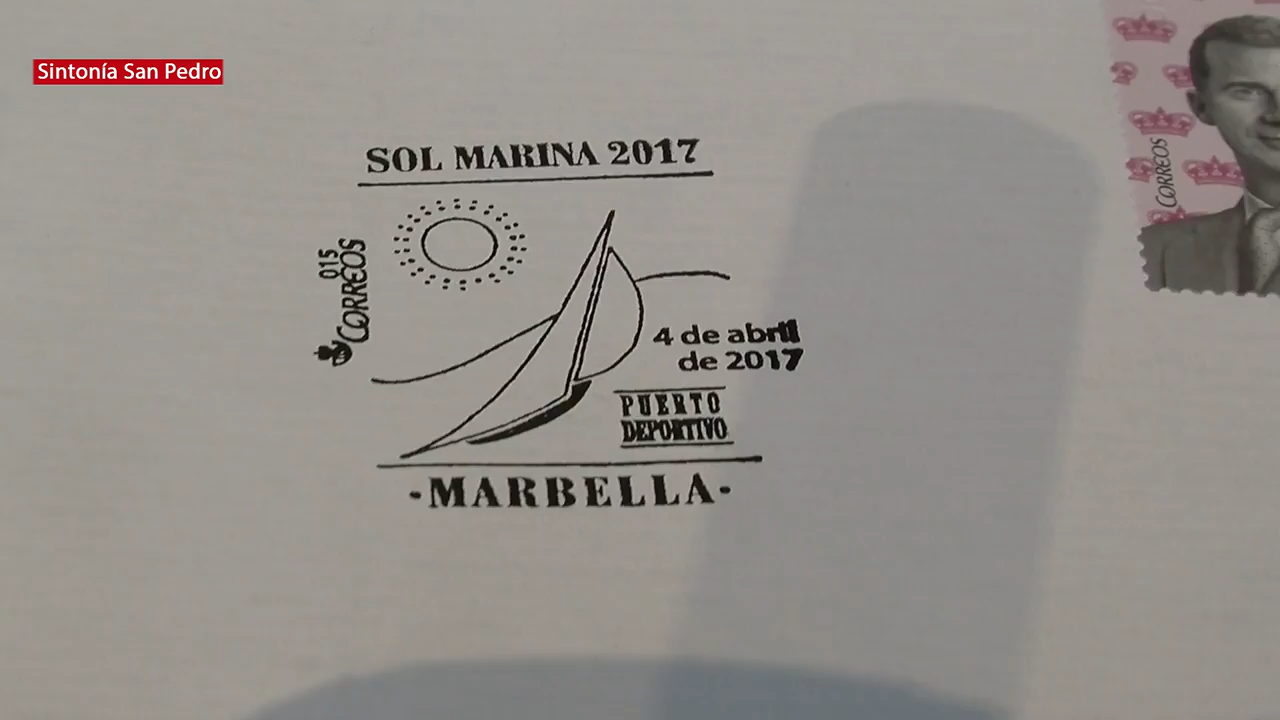 Sintonía San Pedro
SOL MARINA 2017
015
CORREOS
4 de abril
de 2017
PUERTO
DEPORTIVO
·MARBELLA·
CORREOS